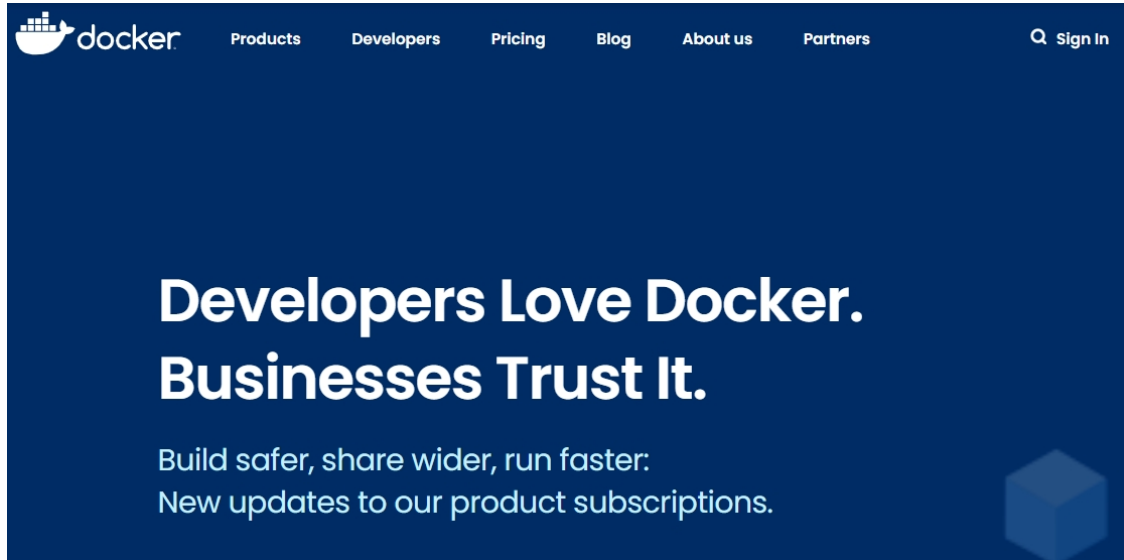 docker
Products Developers Pricing Blog About us Partners Sign In
Developers Love Docker.
Businesses Trust It.
Build safer, share wider, run faster:
New updates to our product subscriptions.